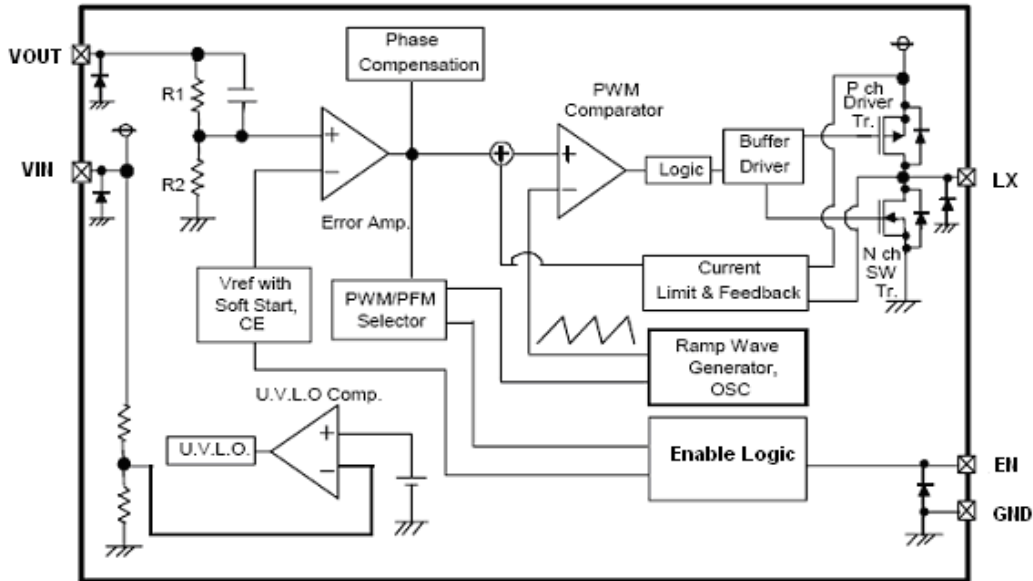 VOUT
VIN
R1
R2
Phase
Compensation
+
−
Error Amp.
PWM
Comparator
+
+
−
Logic
Buffer
Driver
P ch
Driver
Tr.
LX
N ch
SW
Tr.
Vref with
Soft Start,
CE
PWM/PFM
Selector
Current
Limit & Feedback
Ramp Wave
Generator,
OSC
U.V.L.O Comp.
U.V.L.O.
+
−
Enable Logic
EN
GND